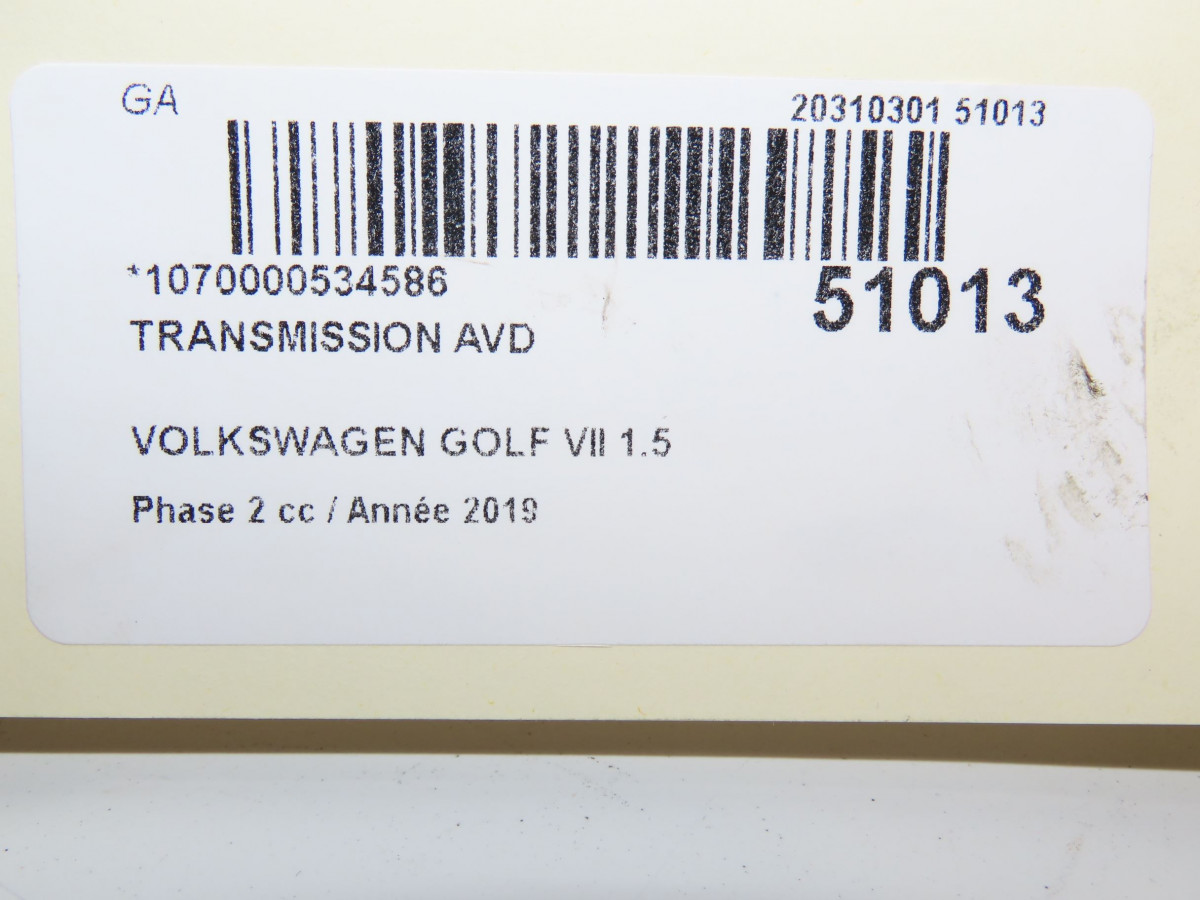 GA
20310301 51013
*1070000534586
51013
TRANSMISSION AVD
VOLKSWAGEN GOLF VII 1.5
Phase 2 cc / Année 2019